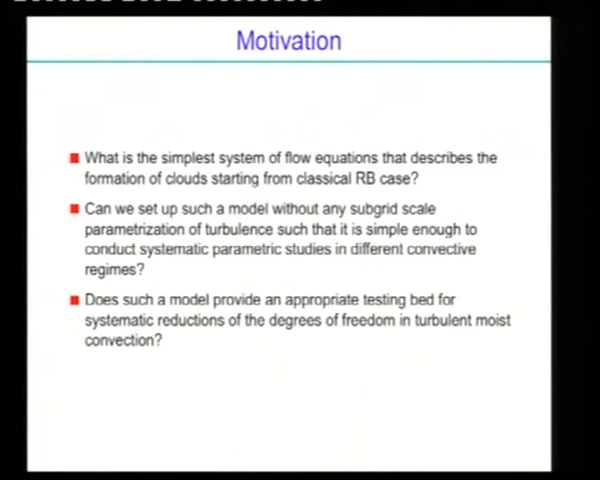 Motivation
What is the simplest system of flow equations that describes the
formation of clouds starting from classical RB case?
Can we set up such a model without any subgrid scale
parametrization of turbulence such that it is simple enough to
conduct systematic parametric studies in different convective
regimes?
Does such a model provide an appropriate testing bed for
systematic reductions of the degrees of freedom in turbulent moist
convection?